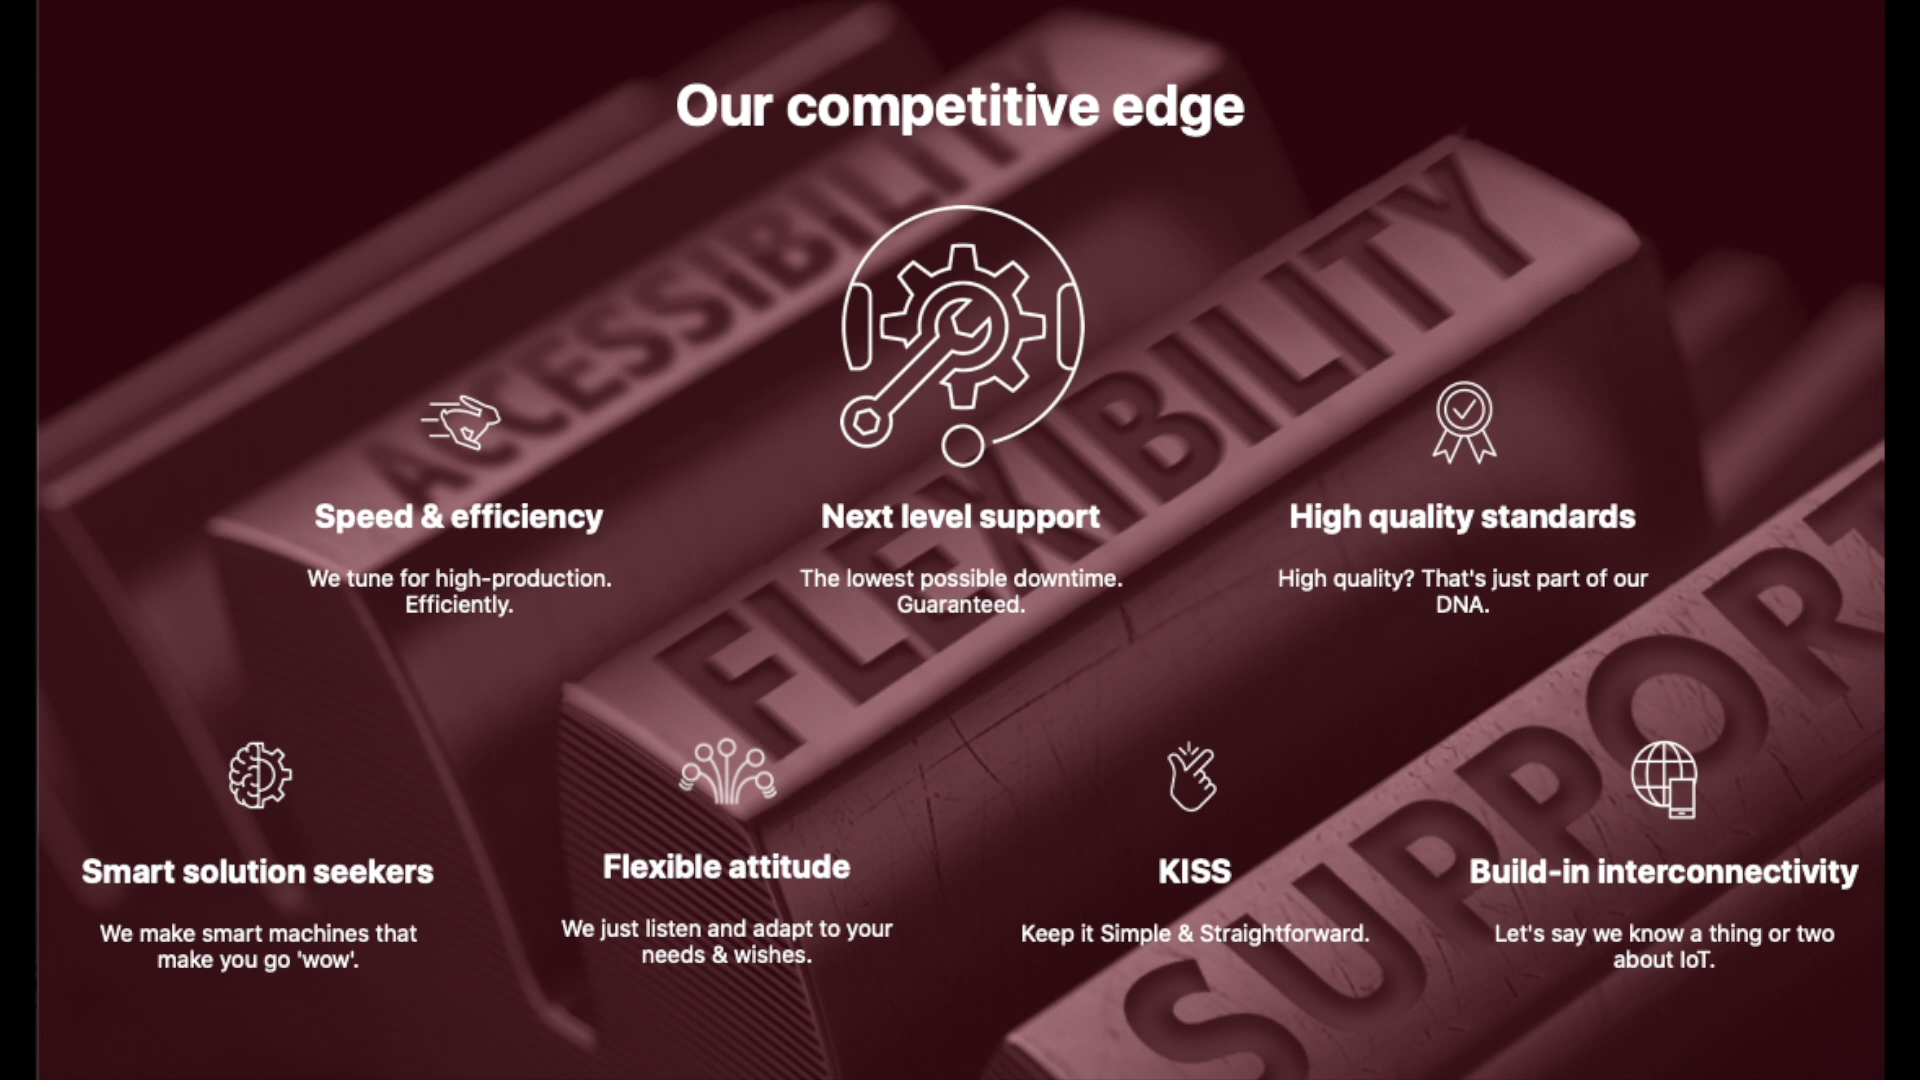 Our competitive edge
ACCESSIBILITY
FLEXIBILITY
SUPPORT
Speed & efficiency
We tune for high-production.
Efficiently.
Next level support
The lowest possible downtime.
Guaranteed.
High quality standards
High quality? That's just part of our
DNA.
Smart solution seekers
We make smart machines that
make you go 'wow'.
Flexible attitude
We just listen and adapt to your
needs & wishes.
KISS
Keep it Simple & Straightforward.
Build-in interconnectivity
Let's say we know a thing or two
about IoT.